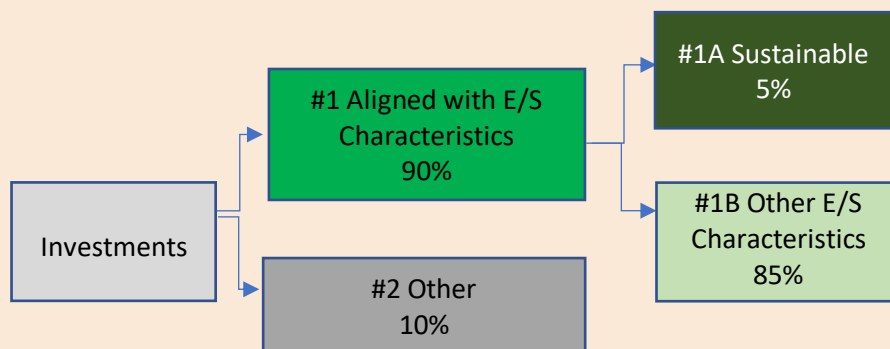 Investments
#1 Aligned with E/S
Characteristics
90%
#2 Other
10%
#1A Sustainable
5%
#1B Other E/S
Characteristics
85%